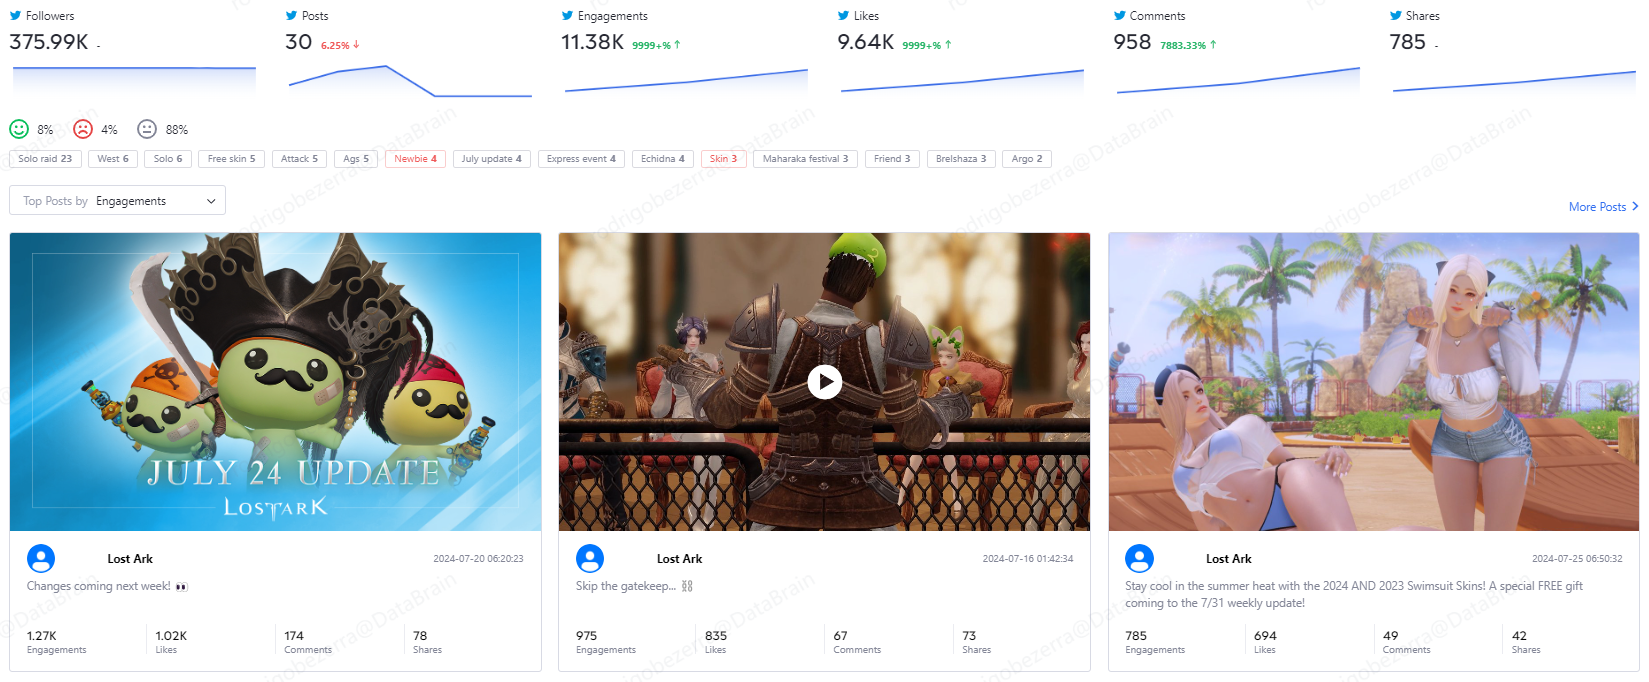 Followers
375.99K -
Posts
30 6.25% ↓
Engagements
11.38K 9999+% ↑
Likes
9.64K 9999+% ↑
Comments
958 7883.33% ↑
Shares
785 -
8% 4% 88%
Solo raid 23 West 6 Solo 6 Free skin 5 Attack 5 Ags 5 Newbie 4 July update 4 Express event 4 Echidna 4 Skin 3 Maharaka festival 3 Friend 3 Brelshaza 3 Argo 2
Top Posts by Engagements
More Posts >
JULY 24 UPDATE
LOST ARK
Lost Ark 2024-07-20 06:20:23
Changes coming next week! 👀
1.27K 1.02K 174 78
Engagements Likes Comments Shares
Lost Ark 2024-07-16 01:42:34
Skip the gatekeep... ⛓
975 835 67 73
Engagements Likes Comments Shares
Lost Ark 2024-07-25 06:50:32
Stay cool in the summer heat with the 2024 AND 2023 Swimsuit Skins! A special FREE gift
coming to the 7/31 weekly update!
785 694 49 42
Engagements Likes Comments Shares
rodrigobezerra@DataBrain